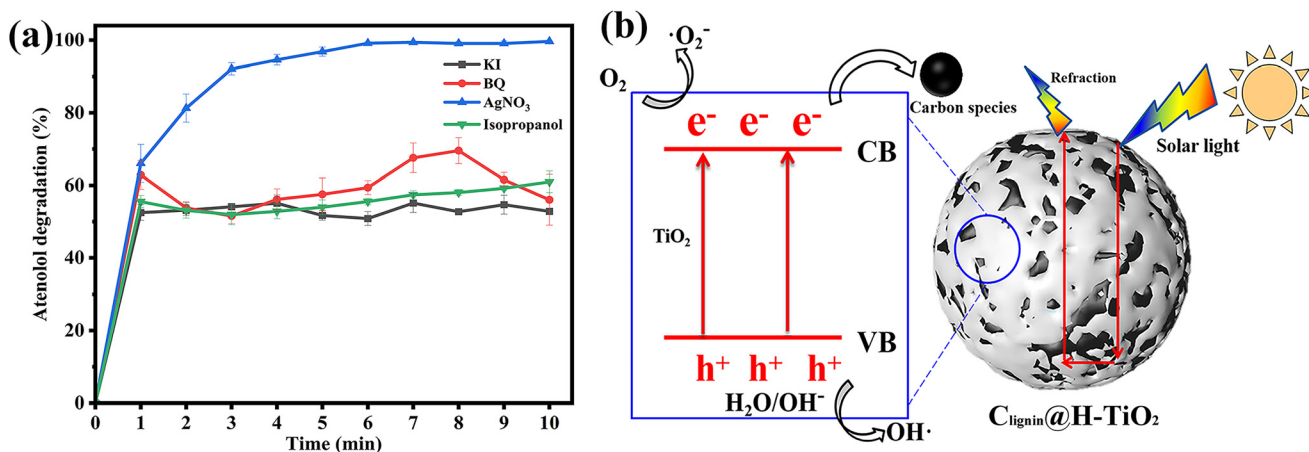 (a)
100
80
60
40
20
0
0 1 2 3 4 5 6 7 8 9 10
Atenolol degradation (%)
Time (min)
KI
BQ
AgNO₃
Isopropanol
(b)
·O₂⁻
O₂
Carbon species
Refraction
Solar light
e⁻ e⁻ e⁻
CB
TiO₂
VB
h⁺ h⁺ h⁺
H₂O/OH⁻
OH·
Clignin@H-TiO₂